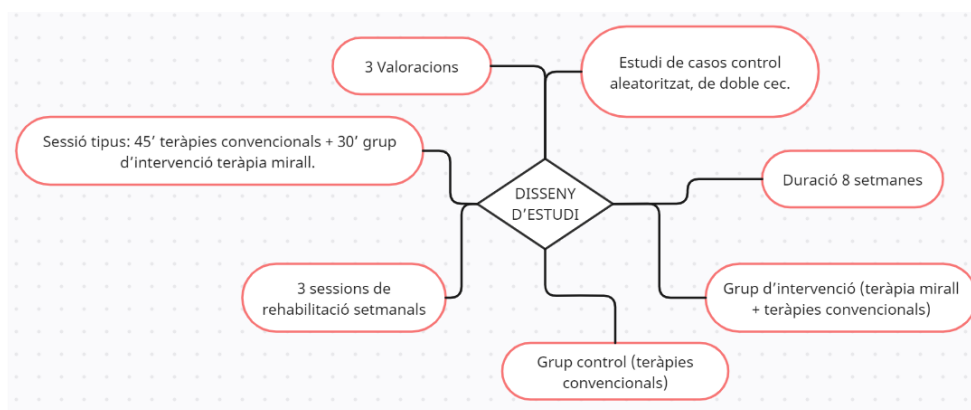 3 Valoracions
Estudi de casos control
aleatoritzat, de doble cec.
Sessió tipus: 45’ teràpies convencionals + 30’ grup
d’intervenció teràpia mirall.
DISSENY
D’ESTUDI
Duració 8 setmanes
3 sessions de
rehabilitació setmanals
Grup d’intervenció (teràpia mirall
+ teràpies convencionals)
Grup control (teràpies
convencionals)